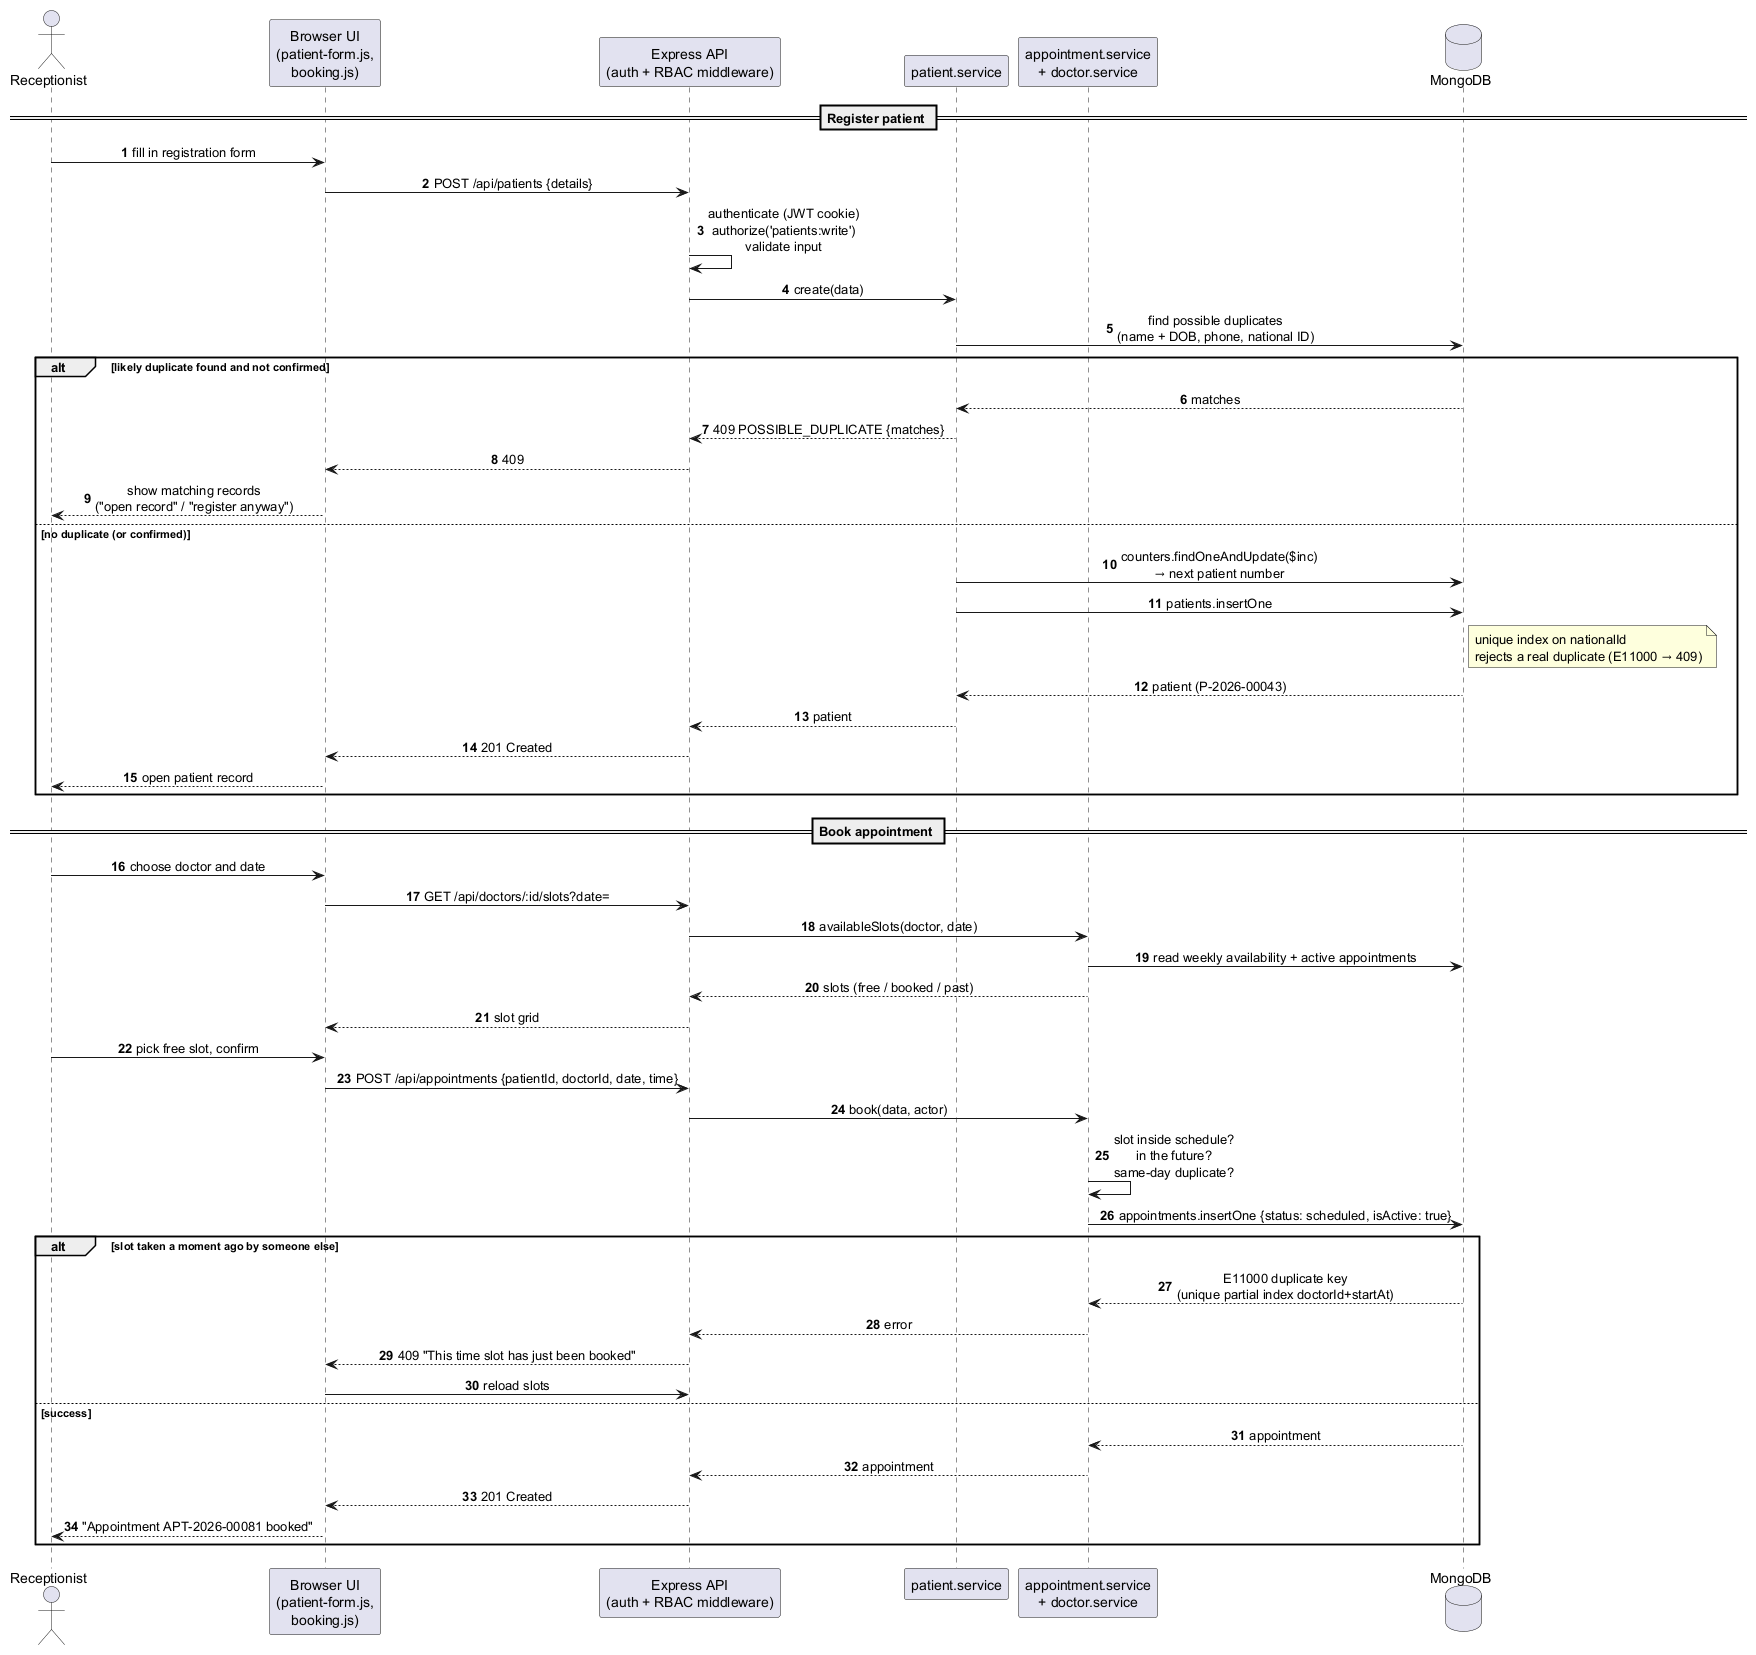 Receptionist
Browser UI
(patient-form.js,
booking.js)
Express API
(auth + RBAC middleware)
patient.service
appointment.service
+ doctor.service
MongoDB
Register patient
1 fill in registration form
2 POST /api/patients {details}
authenticate (JWT cookie)
3 authorize('patients:write')
validate input
4 create(data)
find possible duplicates
5 (name + DOB, phone, national ID)
alt [likely duplicate found and not confirmed]
6 matches
7 409 POSSIBLE_DUPLICATE {matches}
8 409
show matching records
9 ("open record" / "register anyway")
[no duplicate (or confirmed)]
10 counters.findOneAndUpdate($inc)
→ next patient number
11 patients.insertOne
unique index on nationalId
rejects a real duplicate (E11000 → 409)
12 patient (P-2026-00043)
13 patient
14 201 Created
15 open patient record
Book appointment
16 choose doctor and date
17 GET /api/doctors/:id/slots?date=
18 availableSlots(doctor, date)
19 read weekly availability + active appointments
20 slots (free / booked / past)
21 slot grid
22 pick free slot, confirm
23 POST /api/appointments {patientId, doctorId, date, time}
24 book(data, actor)
slot inside schedule?
25 in the future?
same-day duplicate?
26 appointments.insertOne {status: scheduled, isActive: true}
alt [slot taken a moment ago by someone else]
E11000 duplicate key
27 (unique partial index doctorId+startAt)
28 error
29 409 "This time slot has just been booked"
30 reload slots
[success]
31 appointment
32 appointment
33 201 Created
34 "Appointment APT-2026-00081 booked"
Receptionist
Browser UI
(patient-form.js,
booking.js)
Express API
(auth + RBAC middleware)
patient.service
appointment.service
+ doctor.service
MongoDB